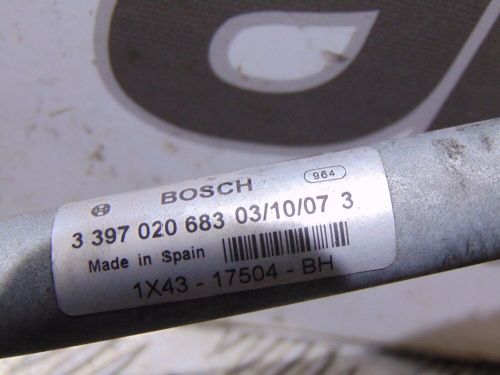 BOSCH 964
3 397 020 683 03/10/07 3
Made in Spain
1X43 - 17504 - BH